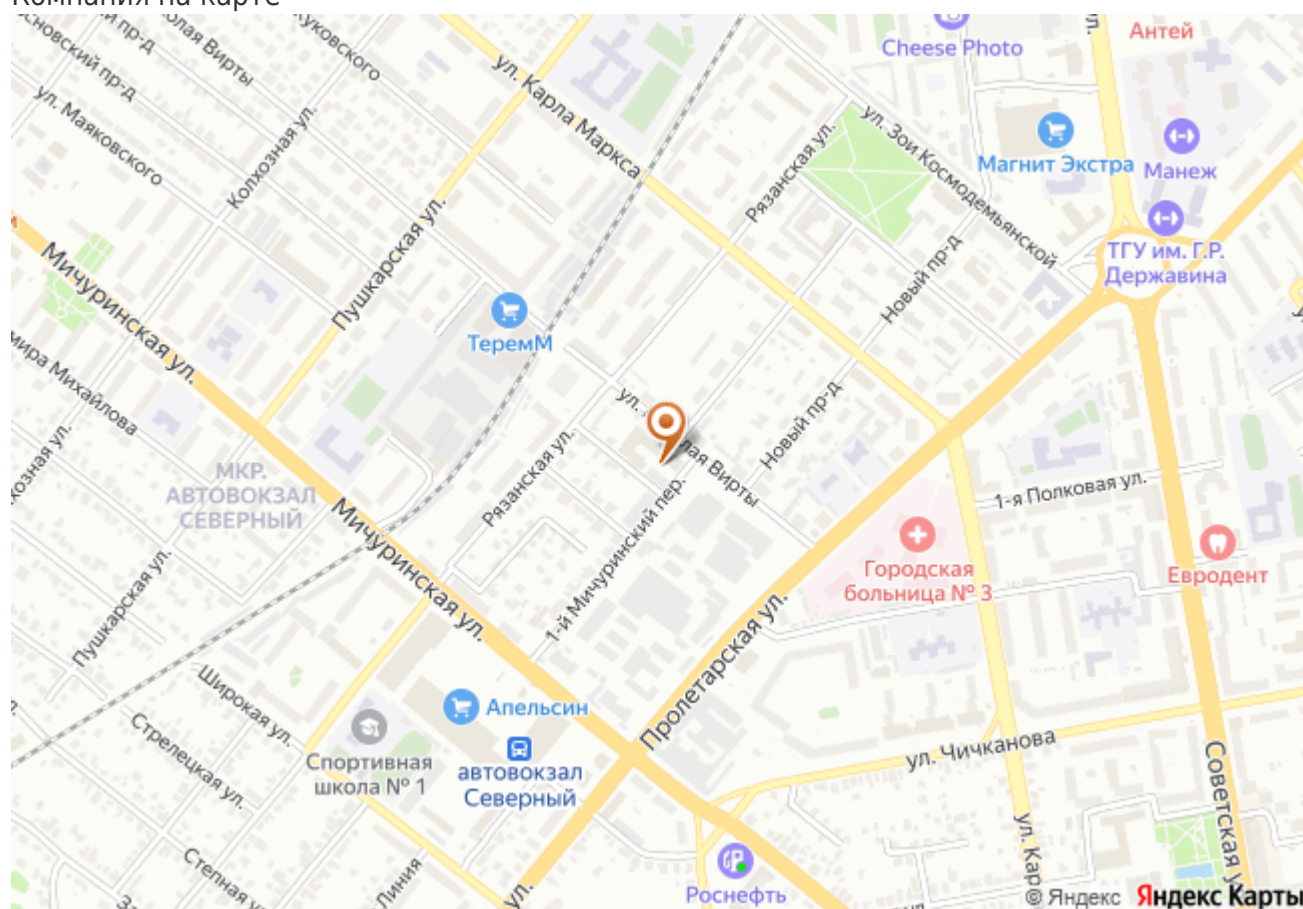 Компания на карте
Cheese Photo
Антей
ул. Карла Маркса
ул. Маяковского
Колхозная ул.
Пушкарская ул.
Рязанская ул.
ул. Зои Космодемьянской
Магнит Экстра
Манеж
ТГУ им. Г.Р.
Державина
Новый пр-д
Мичуринская ул.
ТеремМ
Новый пр-д
МКР.
АВТОВОКЗАЛ
СЕВЕРНЫЙ
Рязанская ул.
1-я Полковая ул.
Мичуринская ул.
1-й Мичуринский пер.
Городская
больница № 3
Евродент
Пушкарская ул.
Пролетарская ул.
Широкая ул.
Стрелецкая ул.
Апельсин
Спортивная
школа № 1
автовокзал
Северный
ул. Чичканова
Советская
Степная ул.
Линия
Роснефть
© Яндекс Яндекс Карты